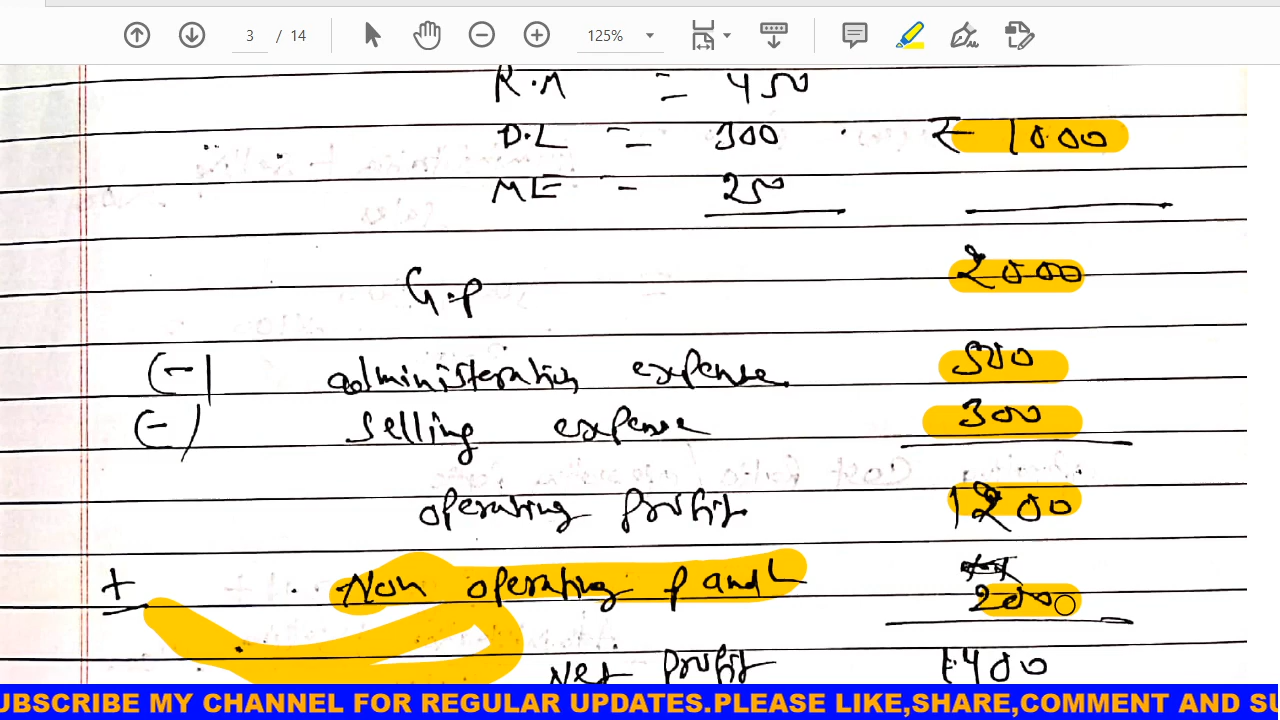 3 / 14 125%
R.M = 450
D.L = 300 ₹ 1000
ME - 250
G.P 2000
(-) administeration expense 500
(-) selling expense 300
operating profit 1200
+ Non operating p and L 200
Net profit 1400
UBSCRIBE MY CHANNEL FOR REGULAR UPDATES.PLEASE LIKE,SHARE,COMMENT AND SU